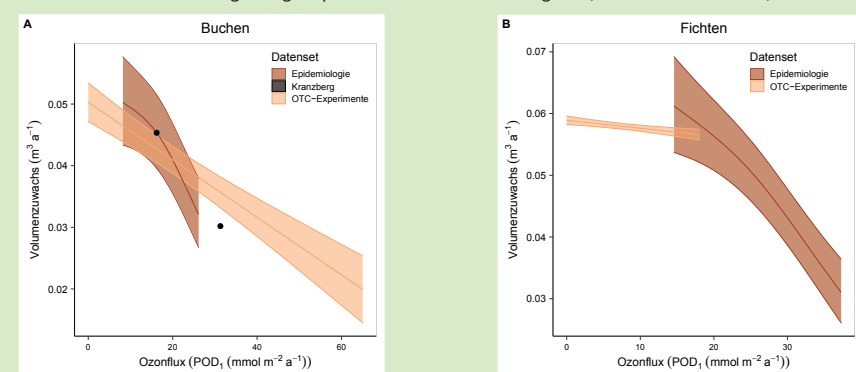 A
Buchen
Datenset
Epidemiologie
Kranzberg
OTC−Experimente
0.05
0.04
0.03
0.02
Volumenzuwachs (m³ a⁻¹)
0 20 40 60
Ozonflux (POD₁ (mmol m⁻² a⁻¹))
B
Fichten
Datenset
Epidemiologie
OTC−Experimente
0.07
0.06
0.05
0.04
0.03
Volumenzuwachs (m³ a⁻¹)
0 10 20 30
Ozonflux (POD₁ (mmol m⁻² a⁻¹))